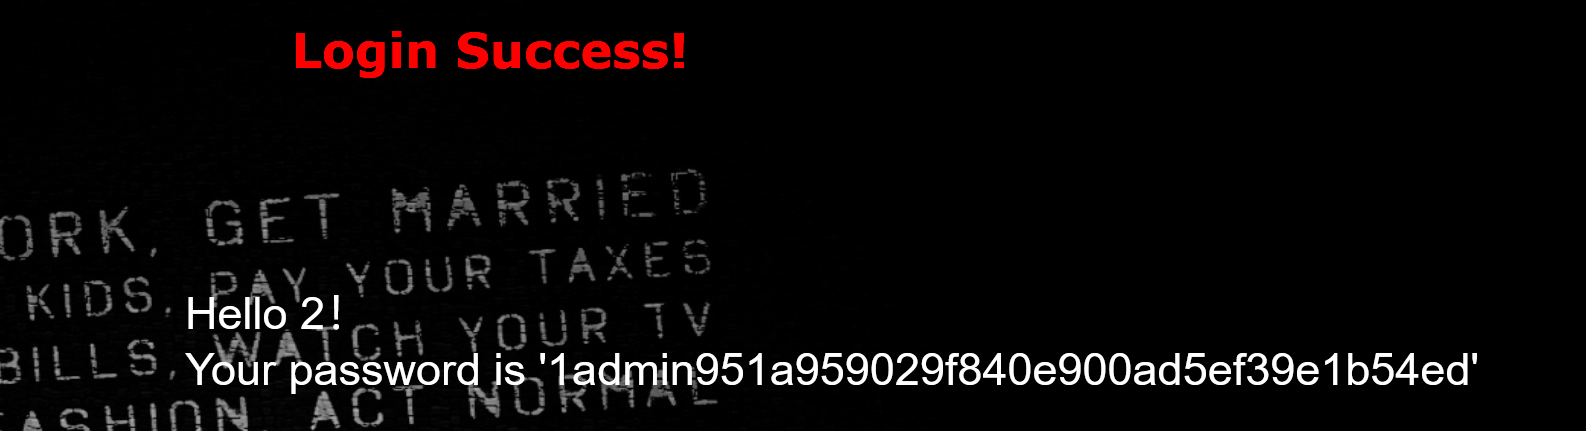 Login Success!
ORK, GET MARRIED
KIDS, PAY YOUR TAXES
Hello 2!
BILLS, WATCH YOUR TV
Your password is '1admin951a959029f840e900ad5ef39e1b54ed'
FASHION, ACT NORMAL